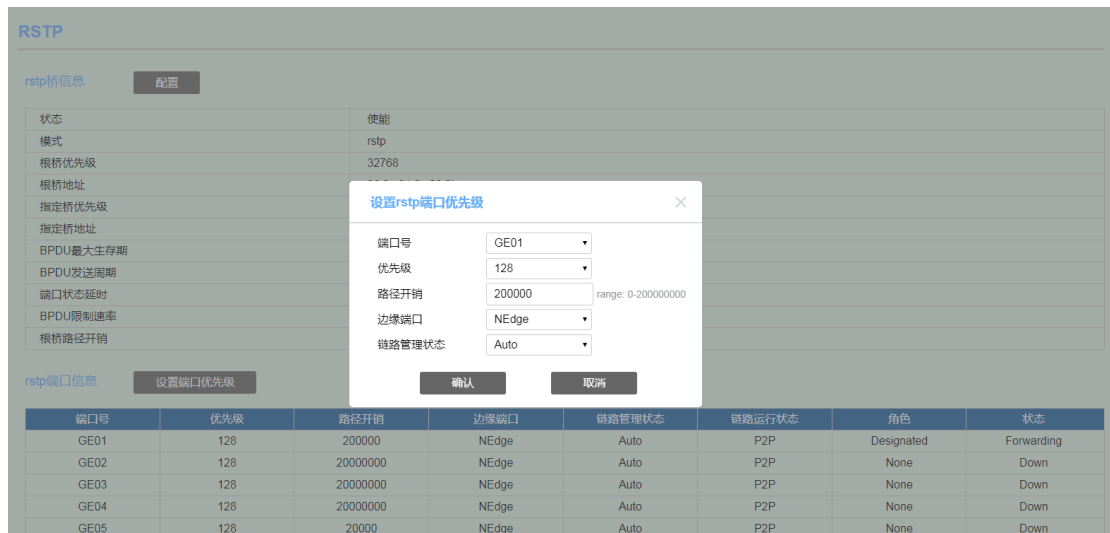 RSTP
rstp桥信息 配置
状态 使能
模式 rstp
根桥优先级 32768
根桥地址
指定桥优先级
指定桥地址
BPDU最大生存期
BPDU发送周期
端口状态延时
BPDU限制速率
根桥路径开销
设置rstp端口优先级
端口号 GE01
优先级 128
路径开销 200000 range: 0-200000000
边缘端口 NEdge
链路管理状态 Auto
确认 取消
rstp端口信息 设置端口优先级
端口号 优先级 路径开销 边缘端口 链路管理状态 链路运行状态 角色 状态
GE01 128 200000 NEdge Auto P2P Designated Forwarding
GE02 128 20000000 NEdge Auto P2P None Down
GE03 128 20000000 NEdge Auto P2P None Down
GE04 128 20000000 NEdge Auto P2P None Down
GE05 128 20000 NEdge Auto P2P None Down